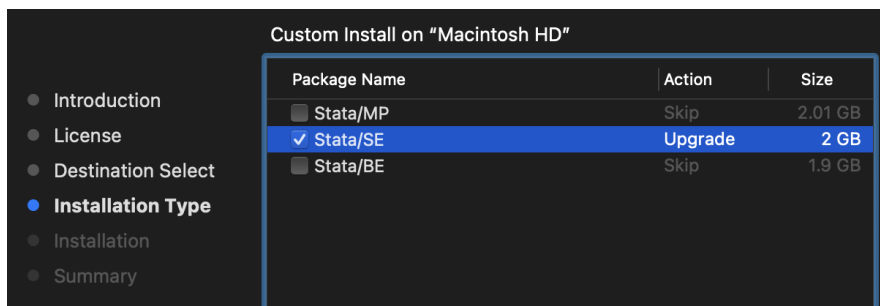 Custom Install on “Macintosh HD”
Package Name Action Size
Introduction
License
Destination Select
Installation Type
Installation
Summary
Stata/MP Skip 2.01 GB
Stata/SE Upgrade 2 GB
Stata/BE Skip 1.9 GB